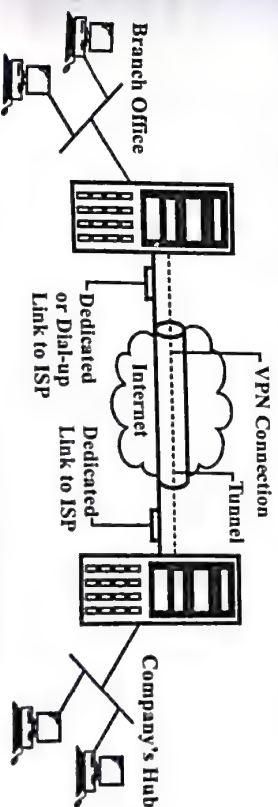 Branch Office
Dedicated
or Dial-up
Link to ISP
VPN Connection
Tunnel
Internet
Dedicated
Link to ISP
Company's Hub